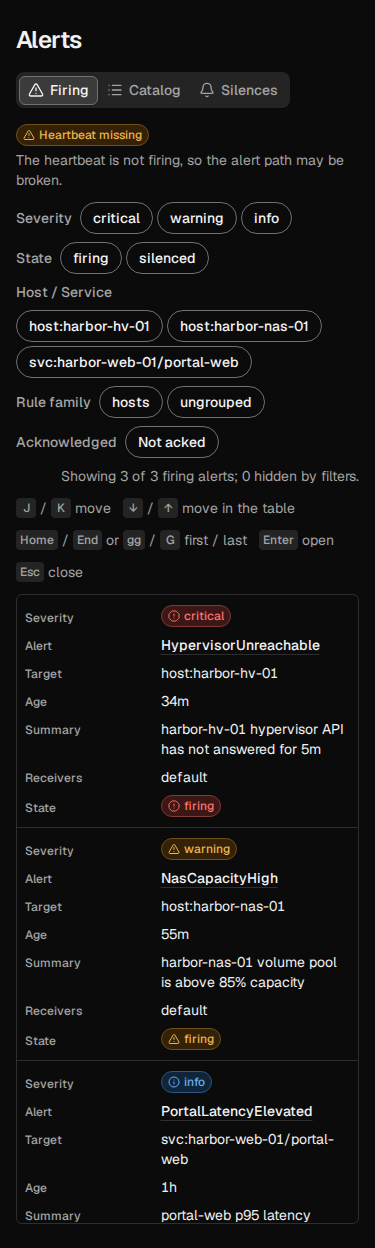 Alerts
Firing Catalog Silences
Heartbeat missing
The heartbeat is not firing, so the alert path may be
broken.
Severity critical warning info
State firing silenced
Host / Service
host:harbor-hv-01 host:harbor-nas-01
svc:harbor-web-01/portal-web
Rule family hosts ungrouped
Acknowledged Not acked
Showing 3 of 3 firing alerts; 0 hidden by filters.
J / K move ↓ / ↑ move in the table
Home / End or gg / G first / last Enter open
Esc close
Severity critical
Alert HypervisorUnreachable
Target host:harbor-hv-01
Age 34m
Summary harbor-hv-01 hypervisor API
has not answered for 5m
Receivers default
State firing
Severity warning
Alert NasCapacityHigh
Target host:harbor-nas-01
Age 55m
Summary harbor-nas-01 volume pool
is above 85% capacity
Receivers default
State firing
Severity info
Alert PortalLatencyElevated
Target svc:harbor-web-01/portal-
web
Age 1h
Summary portal-web p95 latency